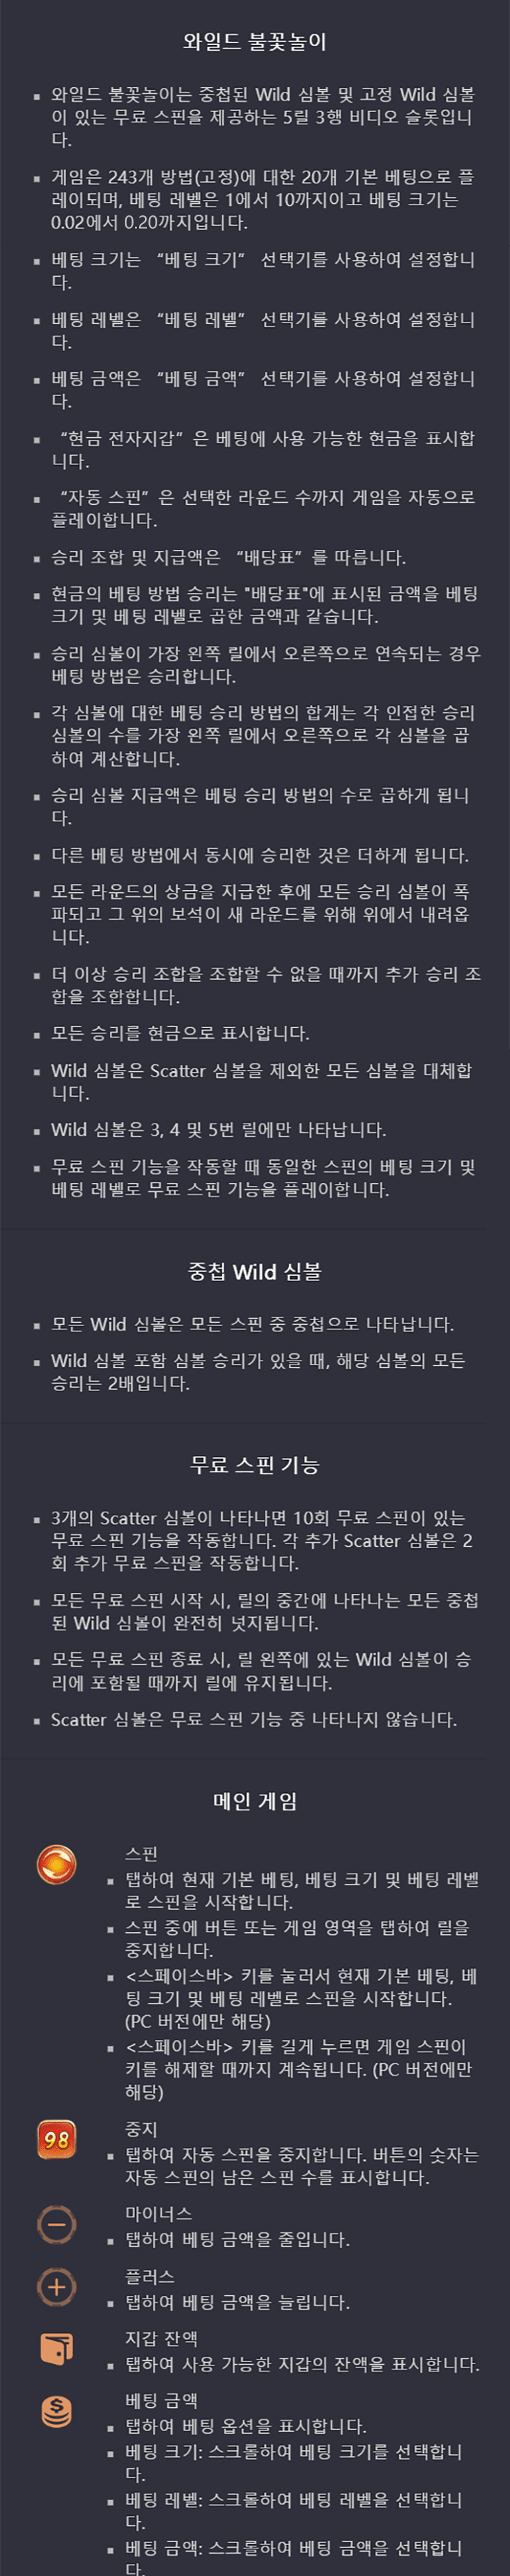 와일드 불꽃놀이
▪ 와일드 불꽃놀이는 중첩된 Wild 심볼 및 고정 Wild 심볼
이 있는 무료 스핀을 제공하는 5릴 3행 비디오 슬롯입니
다.
▪ 게임은 243개 방법(고정)에 대한 20개 기본 베팅으로 플
레이되며, 베팅 레벨은 1에서 10까지이고 베팅 크기는
0.02에서 0.20까지입니다.
▪ 베팅 크기는 “베팅 크기” 선택기를 사용하여 설정합니
다.
▪ 베팅 레벨은 “베팅 레벨” 선택기를 사용하여 설정합니
다.
▪ 베팅 금액은 “베팅 금액” 선택기를 사용하여 설정합니
다.
▪ “현금 전자지갑”은 베팅에 사용 가능한 현금을 표시합
니다.
▪ “자동 스핀”은 선택한 라운드 수까지 게임을 자동으로
플레이합니다.
▪ 승리 조합 및 지급액은 “배당표”를 따릅니다.
▪ 현금의 베팅 방법 승리는 "배당표"에 표시된 금액을 베팅
크기 및 베팅 레벨로 곱한 금액과 같습니다.
▪ 승리 심볼이 가장 왼쪽 릴에서 오른쪽으로 연속되는 경우
베팅 방법은 승리합니다.
▪ 각 심볼에 대한 베팅 승리 방법의 합계는 각 인접한 승리
심볼의 수를 가장 왼쪽 릴에서 오른쪽으로 각 심볼을 곱
하여 계산합니다.
▪ 승리 심볼 지급액은 베팅 승리 방법의 수로 곱하게 됩니
다.
▪ 다른 베팅 방법에서 동시에 승리한 것은 더하게 됩니다.
▪ 모든 라운드의 상금을 지급한 후에 모든 승리 심볼이 폭
파되고 그 위의 보석이 새 라운드를 위해 위에서 내려옵
니다.
▪ 더 이상 승리 조합을 조합할 수 없을 때까지 추가 승리 조
합을 조합합니다.
▪ 모든 승리를 현금으로 표시합니다.
▪ Wild 심볼은 Scatter 심볼을 제외한 모든 심볼을 대체합
니다.
▪ Wild 심볼은 3, 4 및 5번 릴에만 나타납니다.
▪ 무료 스핀 기능을 작동할 때 동일한 스핀의 베팅 크기 및
베팅 레벨로 무료 스핀 기능을 플레이합니다.
중첩 Wild 심볼
▪ 모든 Wild 심볼은 모든 스핀 중 중첩으로 나타납니다.
▪ Wild 심볼 포함 심볼 승리가 있을 때, 해당 심볼의 모든
승리는 2배입니다.
무료 스핀 기능
▪ 3개의 Scatter 심볼이 나타나면 10회 무료 스핀이 있는
무료 스핀 기능을 작동합니다. 각 추가 Scatter 심볼은 2
회 추가 무료 스핀을 작동합니다.
▪ 모든 무료 스핀 시작 시, 릴의 중간에 나타나는 모든 중첩
된 Wild 심볼이 완전히 넛지됩니다.
▪ 모든 무료 스핀 종료 시, 릴 왼쪽에 있는 Wild 심볼이 승
리에 포함될 때까지 릴에 유지됩니다.
▪ Scatter 심볼은 무료 스핀 기능 중 나타나지 않습니다.
메인 게임
스핀
▪ 탭하여 현재 기본 베팅, 베팅 크기 및 베팅 레벨
로 스핀을 시작합니다.
▪ 스핀 중에 버튼 또는 게임 영역을 탭하여 릴을
중지합니다.
▪ <스페이스바> 키를 눌러서 현재 기본 베팅, 베
팅 크기 및 베팅 레벨로 스핀을 시작합니다.
(PC 버전에만 해당)
▪ <스페이스바> 키를 길게 누르면 게임 스핀이
키를 해제할 때까지 계속됩니다. (PC 버전에만
해당)
98
중지
▪ 탭하여 자동 스핀을 중지합니다. 버튼의 숫자는
자동 스핀의 남은 스핀 수를 표시합니다.
마이너스
▪ 탭하여 베팅 금액을 줄입니다.
플러스
▪ 탭하여 베팅 금액을 늘립니다.
지갑 잔액
▪ 탭하여 사용 가능한 지갑의 잔액을 표시합니다.
베팅 금액
▪ 탭하여 베팅 옵션을 표시합니다.
▪ 베팅 크기: 스크롤하여 베팅 크기를 선택합니
다.
▪ 베팅 레벨: 스크롤하여 베팅 레벨을 선택합니
다.
▪ 베팅 금액: 스크롤하여 베팅 금액을 선택합니
다.